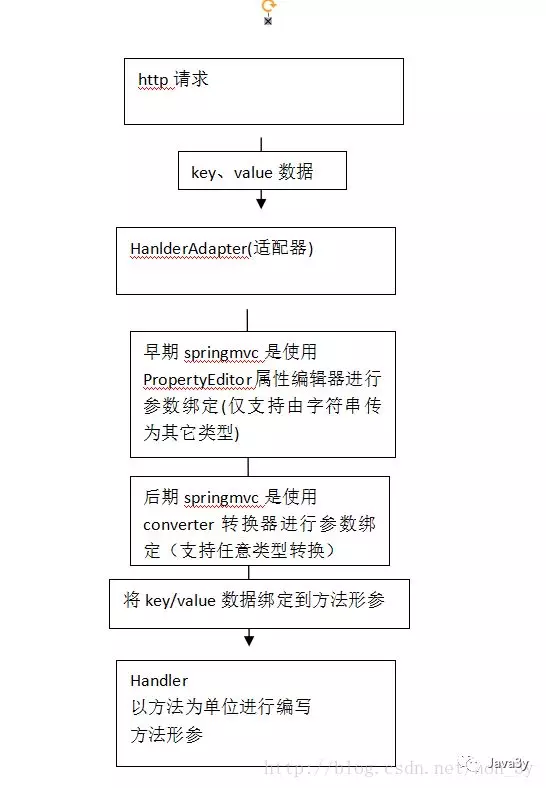 http 请求
key、value 数据
HanlderAdapter(适配器)
早期 springmvc 是使用
PropertyEditor 属性编辑器进行
参数绑定(仅支持由字符串传
为其它类型)
后期 springmvc 是使用
converter 转换器进行参数绑
定（支持任意类型转换）
将 key/value 数据绑定到方法形参
Handler
以方法为单位进行编写
方法形参
http://blog.csdn.net/hon_3y
Java3y